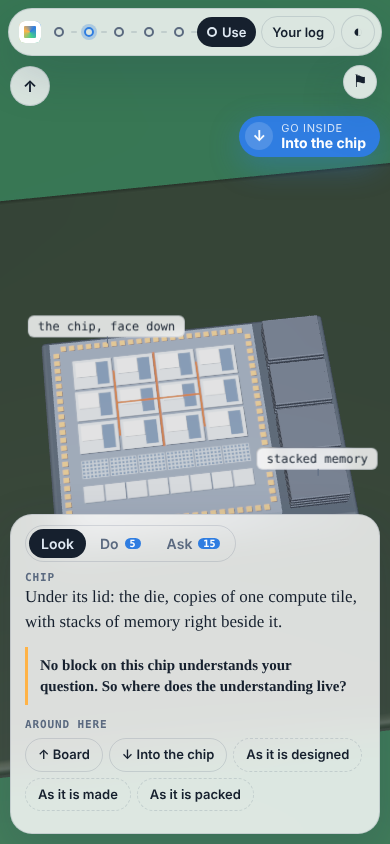 Use
Your log
GO INSIDE
Into the chip
the chip, face down
stacked memory
Look
Do 5
Ask 15
CHIP
Under its lid: the die, copies of one compute tile,
with stacks of memory right beside it.
No block on this chip understands your
question. So where does the understanding live?
AROUND HERE
↑ Board
↓ Into the chip
As it is designed
As it is made
As it is packed